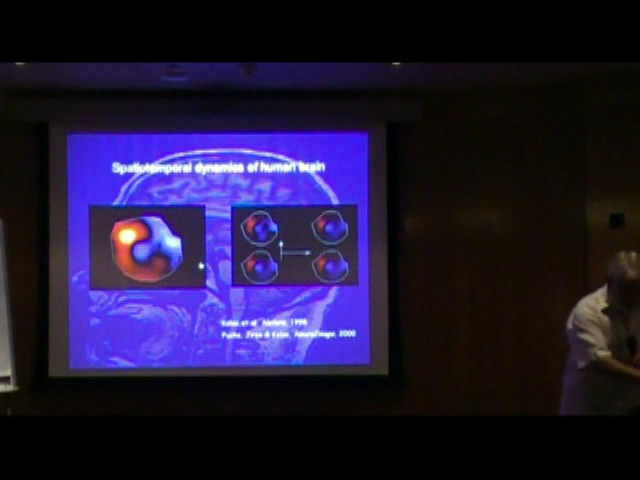 Spatiotemporal dynamics of human brain
Kelso et al. Nature, 1998
Fuchs, Jirsa & Kelso, NeuroImage, 2000